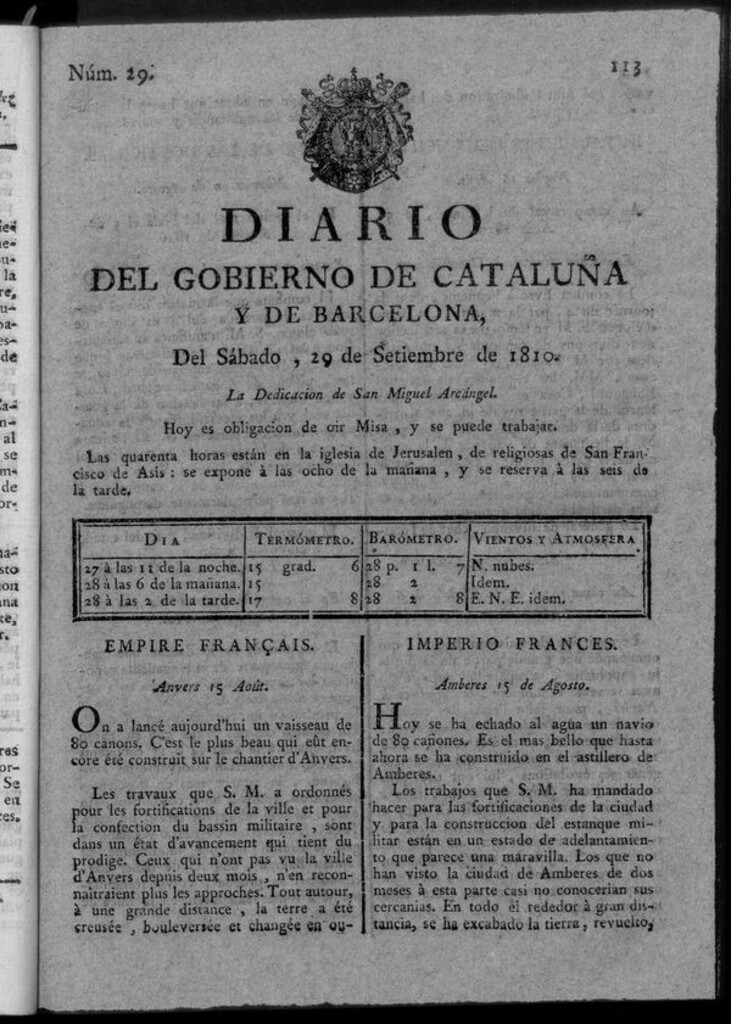 Núm. 29.
113
DIARIO
DEL GOBIERNO DE CATALUÑA
Y DE BARCELONA,
Del Sábado , 29 de Setiembre de 1810.
La Dedicacion de San Miguel Arcángel.
Hoy es obligacion de oir Misa , y se puede trabajar.
Las quarenta horas están en la iglesia de Jerusalen , de religiosas de San Fran-
cisco de Asis : se expone à las ocho de la mañana , y se reserva à las seis de
la tarde.
DIA TERMÓMETRO. BARÓMETRO. VIENTOS Y ATMOSFERA
27 à las 11 de la noche. 15 grad. 6 28 p. 1 l. 7 N. nubes.
28 à las 6 de la mañana. 15 28 2 Idem.
28 à las 2 de la tarde. 17 8 28 2 8 E. N. E. idem.
EMPIRE FRANÇAIS.
Anvers 15 Août.
On a lancé aujourd'hui un vaisseau de
80 canons. C'est le plus beau qui eût en-
core été construit sur le chantier d'Anvers.
Les travaux que S. M. a ordonnés
pour les fortifications de la ville et pour
la confection du bassin militaire , sont
dans un état d'avancement qui tient du
prodige. Ceux qui n'ont pas vu la ville
d'Anvers depuis deux mois , n'en recon-
naîtraient plus les approches. Tout autour,
à une grande distance , la terre a été
creusée , bouleversée et changée en ou-
IMPERIO FRANCES.
Amberes 15 de Agosto.
Hoy se ha echado al agua un navio
de 80 cañones. Es el mas bello que hasta
ahora se ha construido en el astillero de
Amberes.
Los trabajos que S. M. ha mandado
hacer para las fortificaciones de la ciudad
y para la construccion del estanque mi-
litar están en un estado de adelantamien-
to que parece una maravilla. Los que no
han visto la ciudad de Amberes de dos
meses à esta parte casi no conocerian sus
cercanias. En todo el rededor à gran dis-
tancia, se ha excabado la tierra, revuelto,